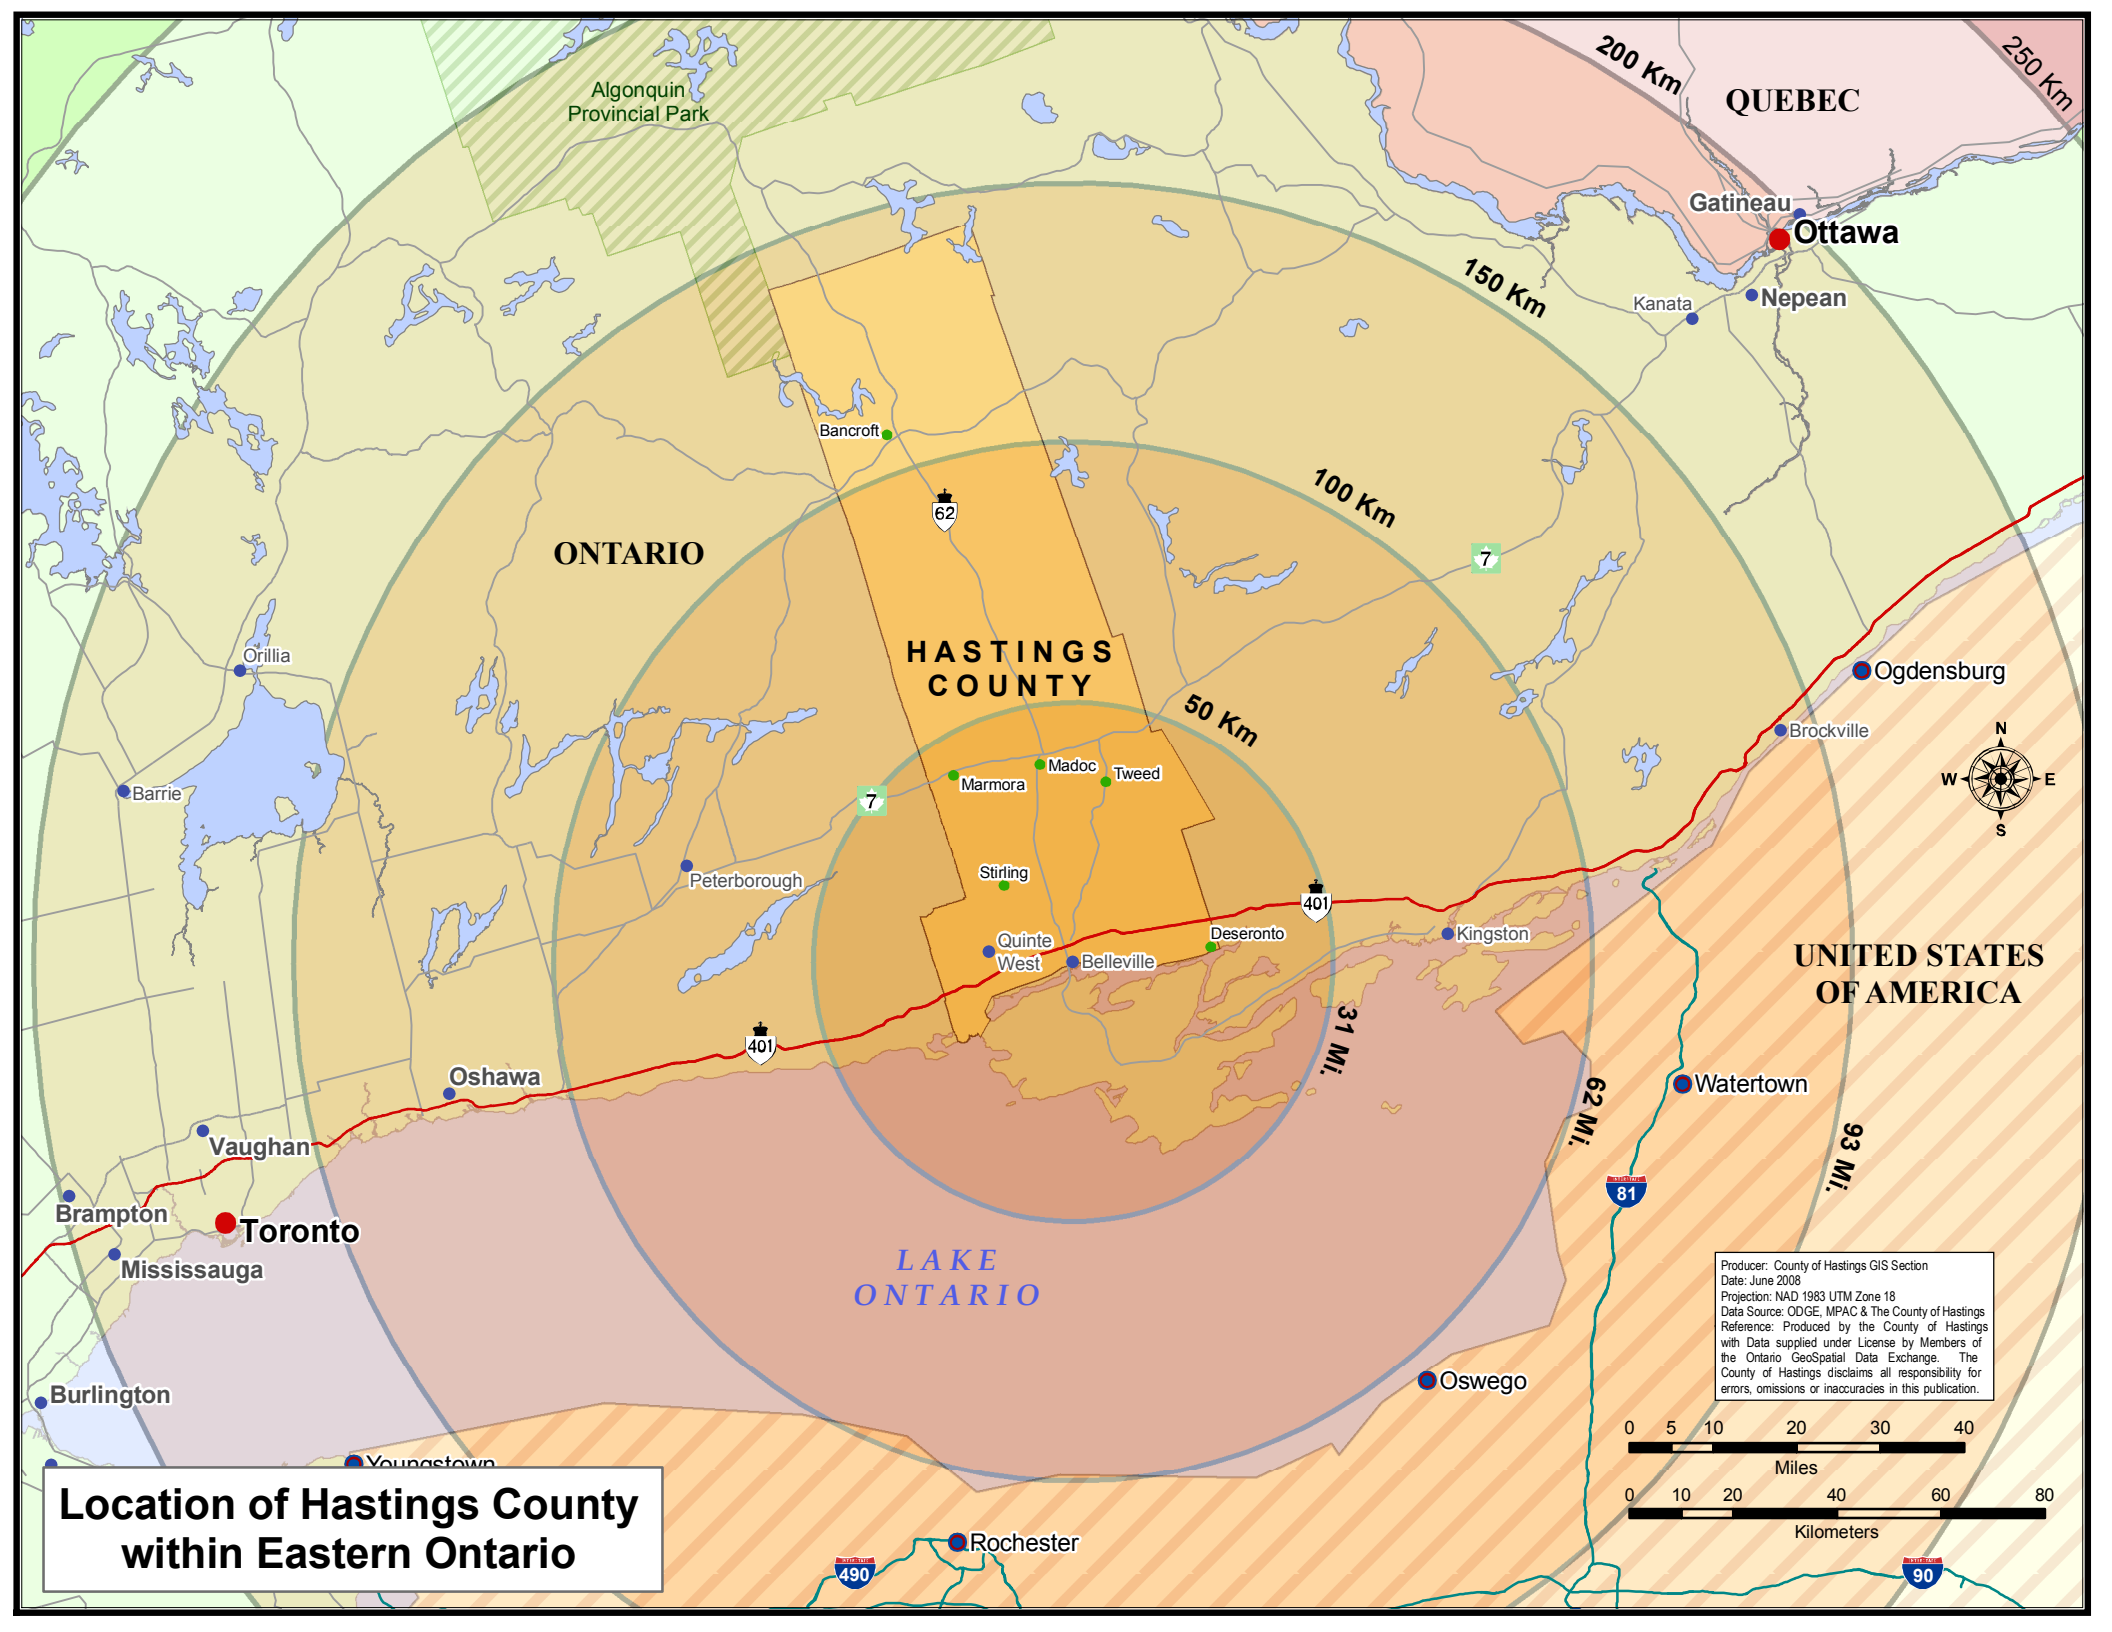 Algonquin
Provincial Park
200 Km
250 Km
QUEBEC
Gatineau
Ottawa
150 Km
Kanata
Nepean
Bancroft
100 Km
62
ONTARIO
7
HASTINGS
COUNTY
Orillia
Ogdensburg
50 Km
Brockville
N
W
E
S
Madoc
Tweed
Marmora
Barrie
7
Stirling
Peterborough
401
Deseronto
Kingston
Quinte
West
Belleville
UNITED STATES
OF AMERICA
401
31 Mi.
Oshawa
Watertown
62 Mi.
93 Mi.
Vaughan
81
Brampton
Toronto
Mississauga
LAKE
ONTARIO
Producer: County of Hastings GIS Section
Date: June 2008
Projection: NAD 1983 UTM Zone 18
Data Source: ODGE, MPAC & The County of Hastings
Reference: Produced by the County of Hastings
with Data supplied under License by Members of
the Ontario GeoSpatial Data Exchange. The
County of Hastings disclaims all responsibility for
errors, omissions or inaccuracies in this publication.
Burlington
Oswego
0 5 10 20 30 40
Miles
Youngstown
0 10 20 40 60 80
Kilometers
Location of Hastings County
within Eastern Ontario
Rochester
490
90